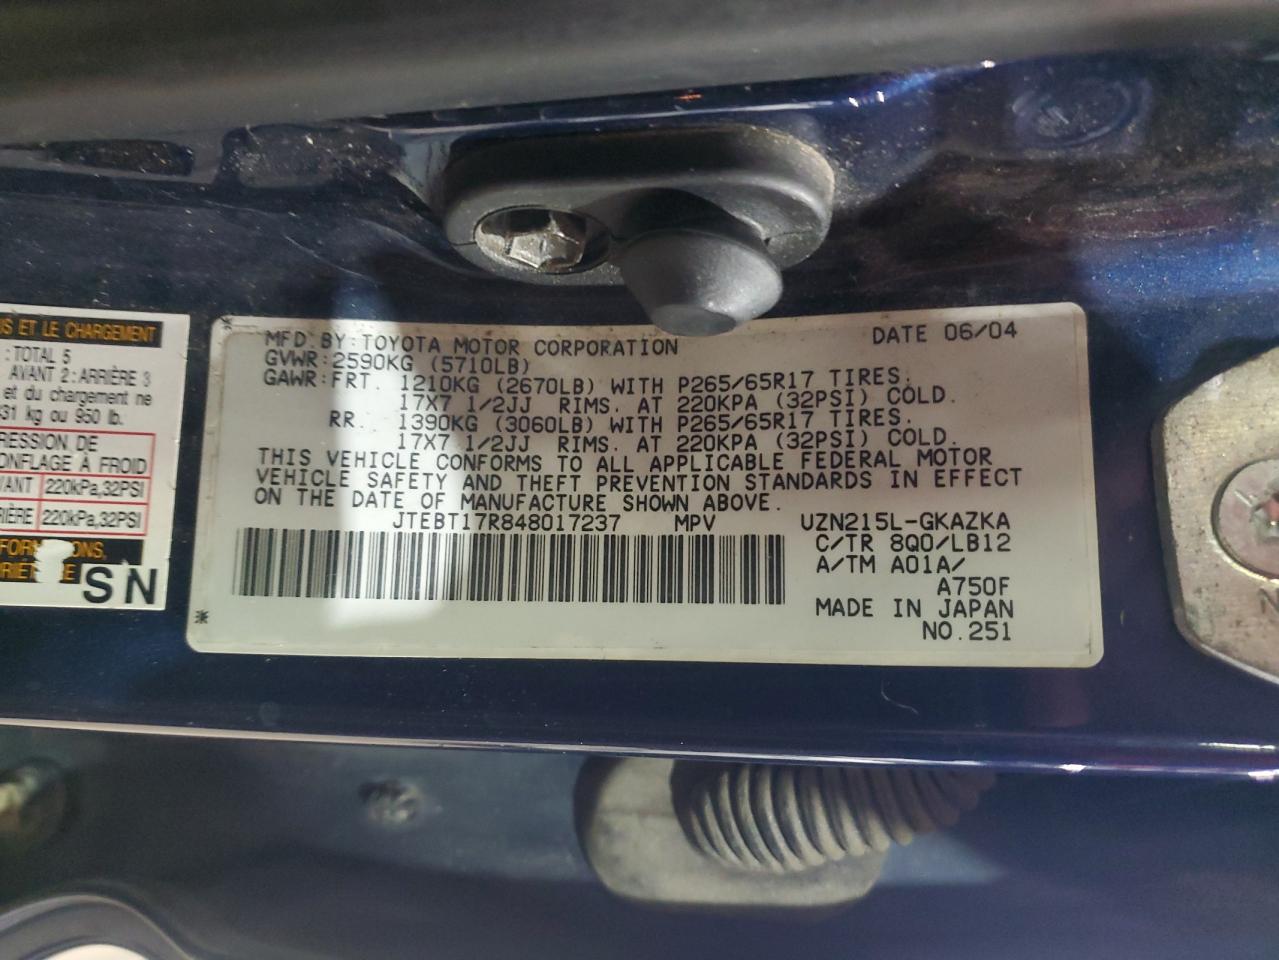 US ET LE CHARGEMENT
: TOTAL 5
AVANT 2 : ARRIÈRE 3
et du chargement ne
431 kg ou 950 lb.
RESSION DE
ONFLAGE À FROID
VANT 220kPa,32PSI
RIÈRE 220kPa,32PSI
SN
MFD BY: TOYOTA MOTOR CORPORATION DATE 06/04
GVWR: 2590KG (5710LB)
GAWR: FRT. 1210KG (2670LB) WITH P265/65R17 TIRES.
17X7 1/2JJ RIMS. AT 220KPA (32PSI) COLD.
RR. 1390KG (3060LB) WITH P265/65R17 TIRES.
17X7 1/2JJ RIMS. AT 220KPA (32PSI) COLD.
THIS VEHICLE CONFORMS TO ALL APPLICABLE FEDERAL MOTOR
VEHICLE SAFETY AND THEFT PREVENTION STANDARDS IN EFFECT
ON THE DATE OF MANUFACTURE SHOWN ABOVE.
JTEBT17R848017237 MPV UZN215L-GKAZKA
C/TR 8Q0/LB12
A/TM A01A/
A750F
MADE IN JAPAN
NO.251